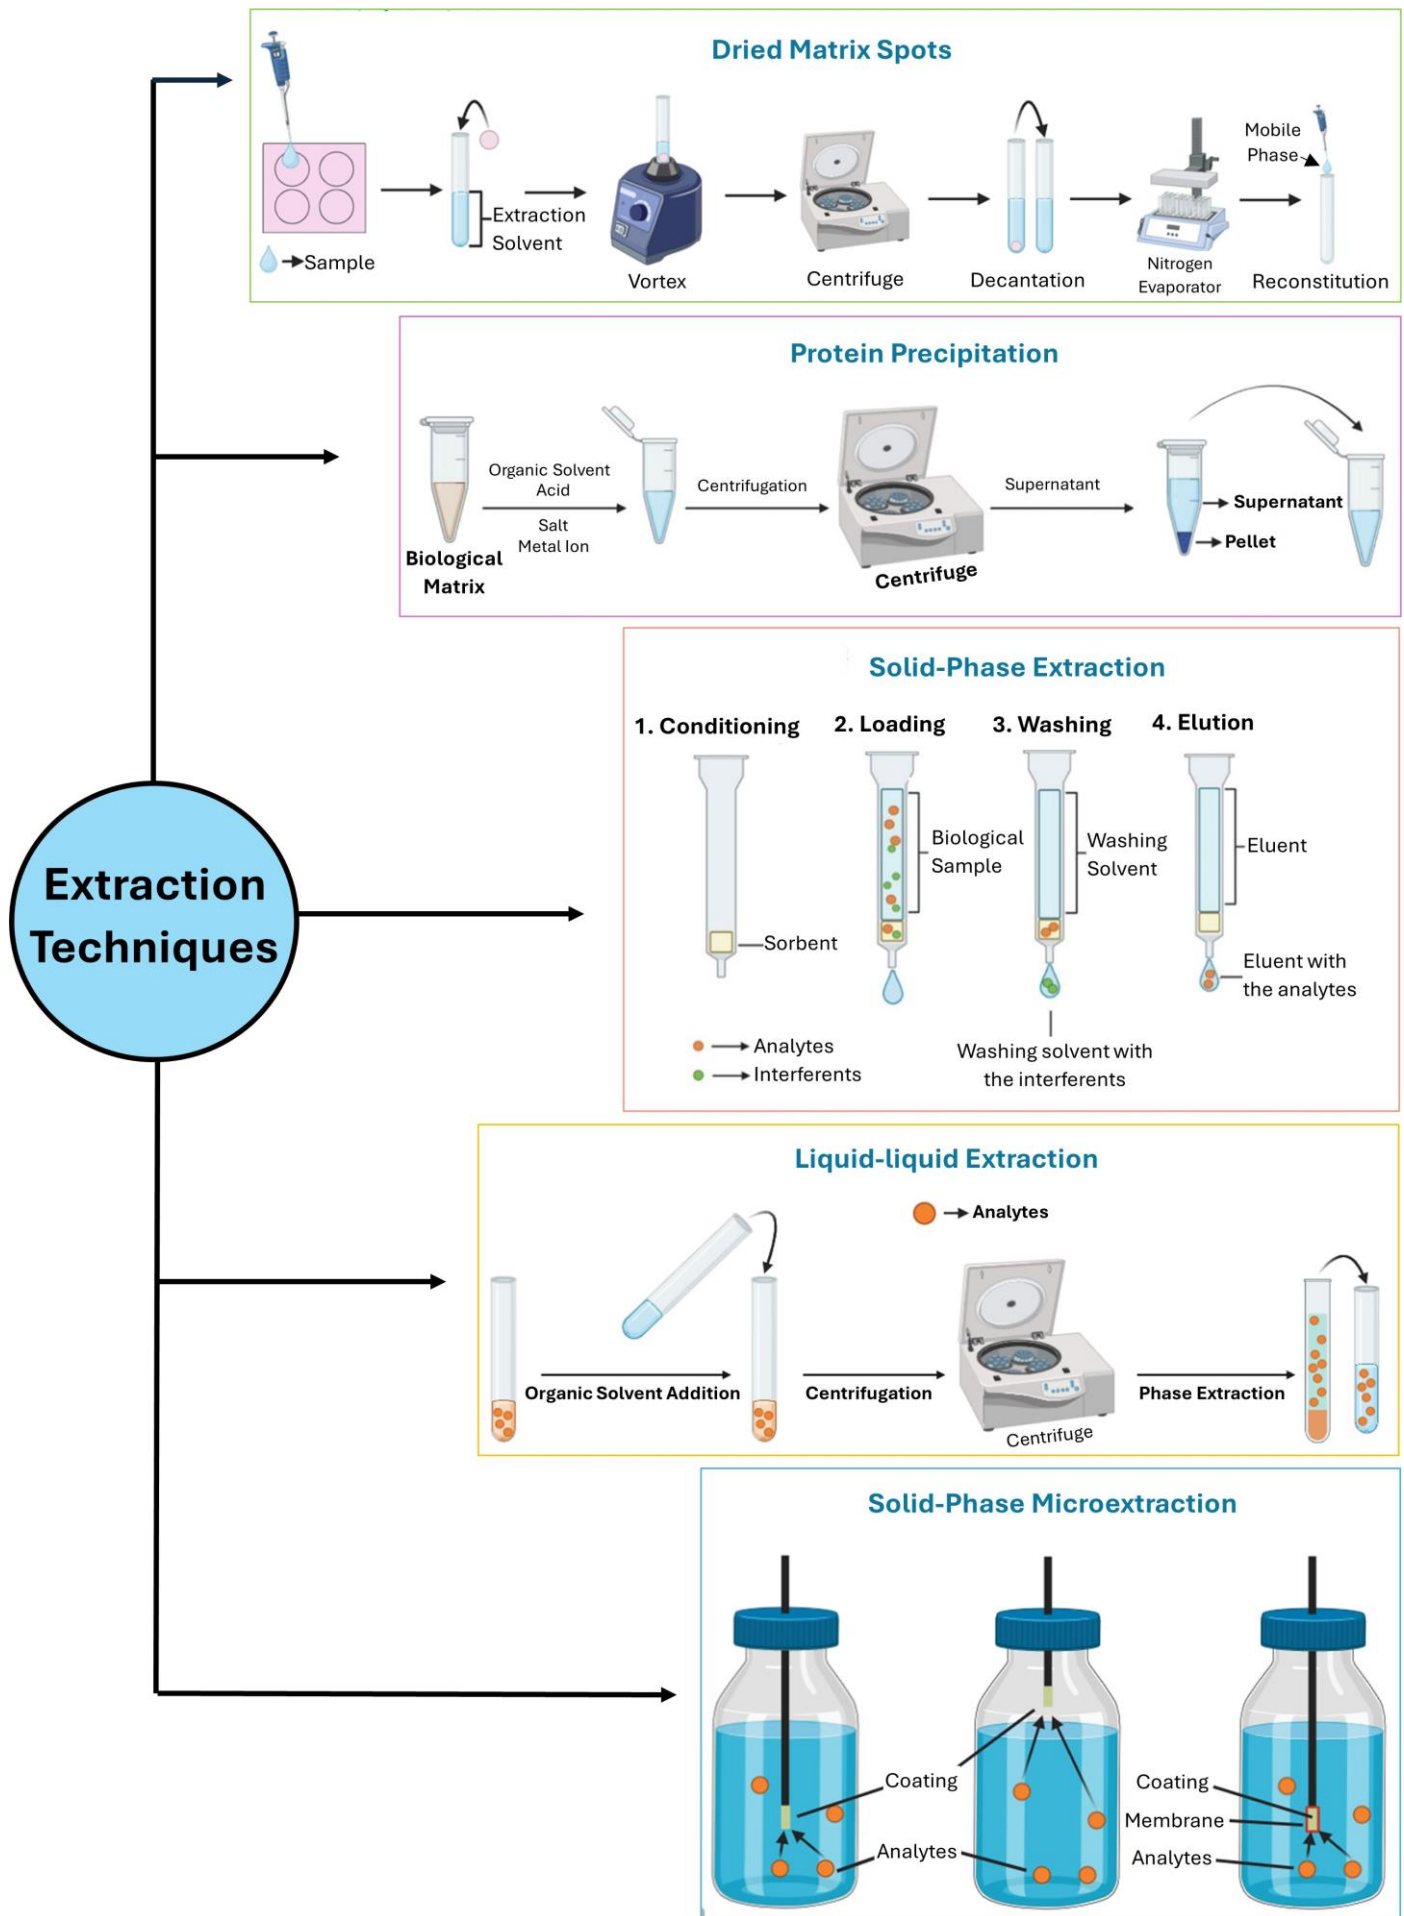 Dried Matrix Spots
Mobile
Phase
Extraction
Solvent
Sample
Vortex
Centrifuge
Decantation
Nitrogen
Evaporator
Reconstitution
Protein Precipitation
Organic Solvent
Acid
Salt
Metal Ion
Centrifugation
Supernatant
Supernatant
Pellet
Biological
Matrix
Centrifuge
Solid-Phase Extraction
1. Conditioning
2. Loading
3. Washing
4. Elution
Biological
Sample
Washing
Solvent
Eluent
Sorbent
Eluent with
the analytes
Analytes
Interferents
Washing solvent with
the interferents
Extraction
Techniques
Liquid-liquid Extraction
Analytes
Organic Solvent Addition
Centrifugation
Phase Extraction
Centrifuge
Solid-Phase Microextraction
Coating
Analytes
Coating
Membrane
Analytes